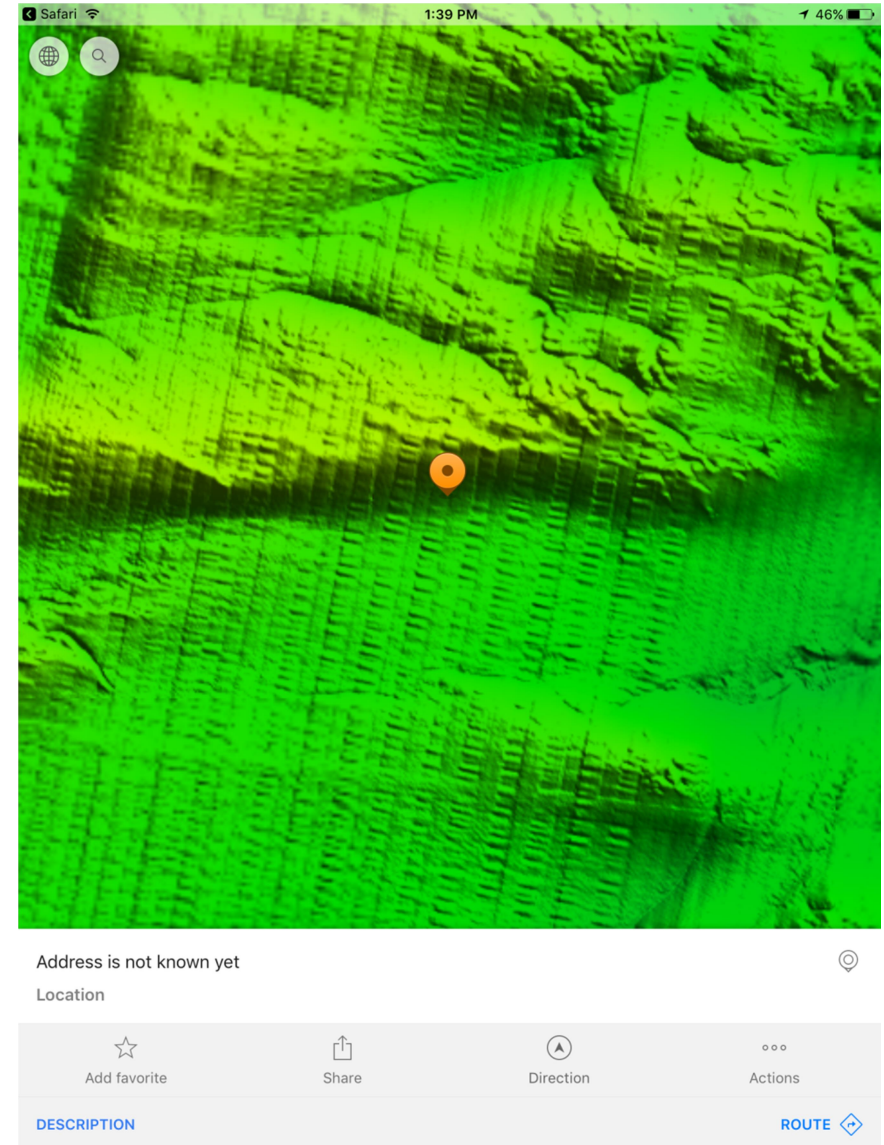 Safari
1:39 PM
46%
Address is not known yet
Location
Add favorite
Share
Direction
Actions
DESCRIPTION
ROUTE